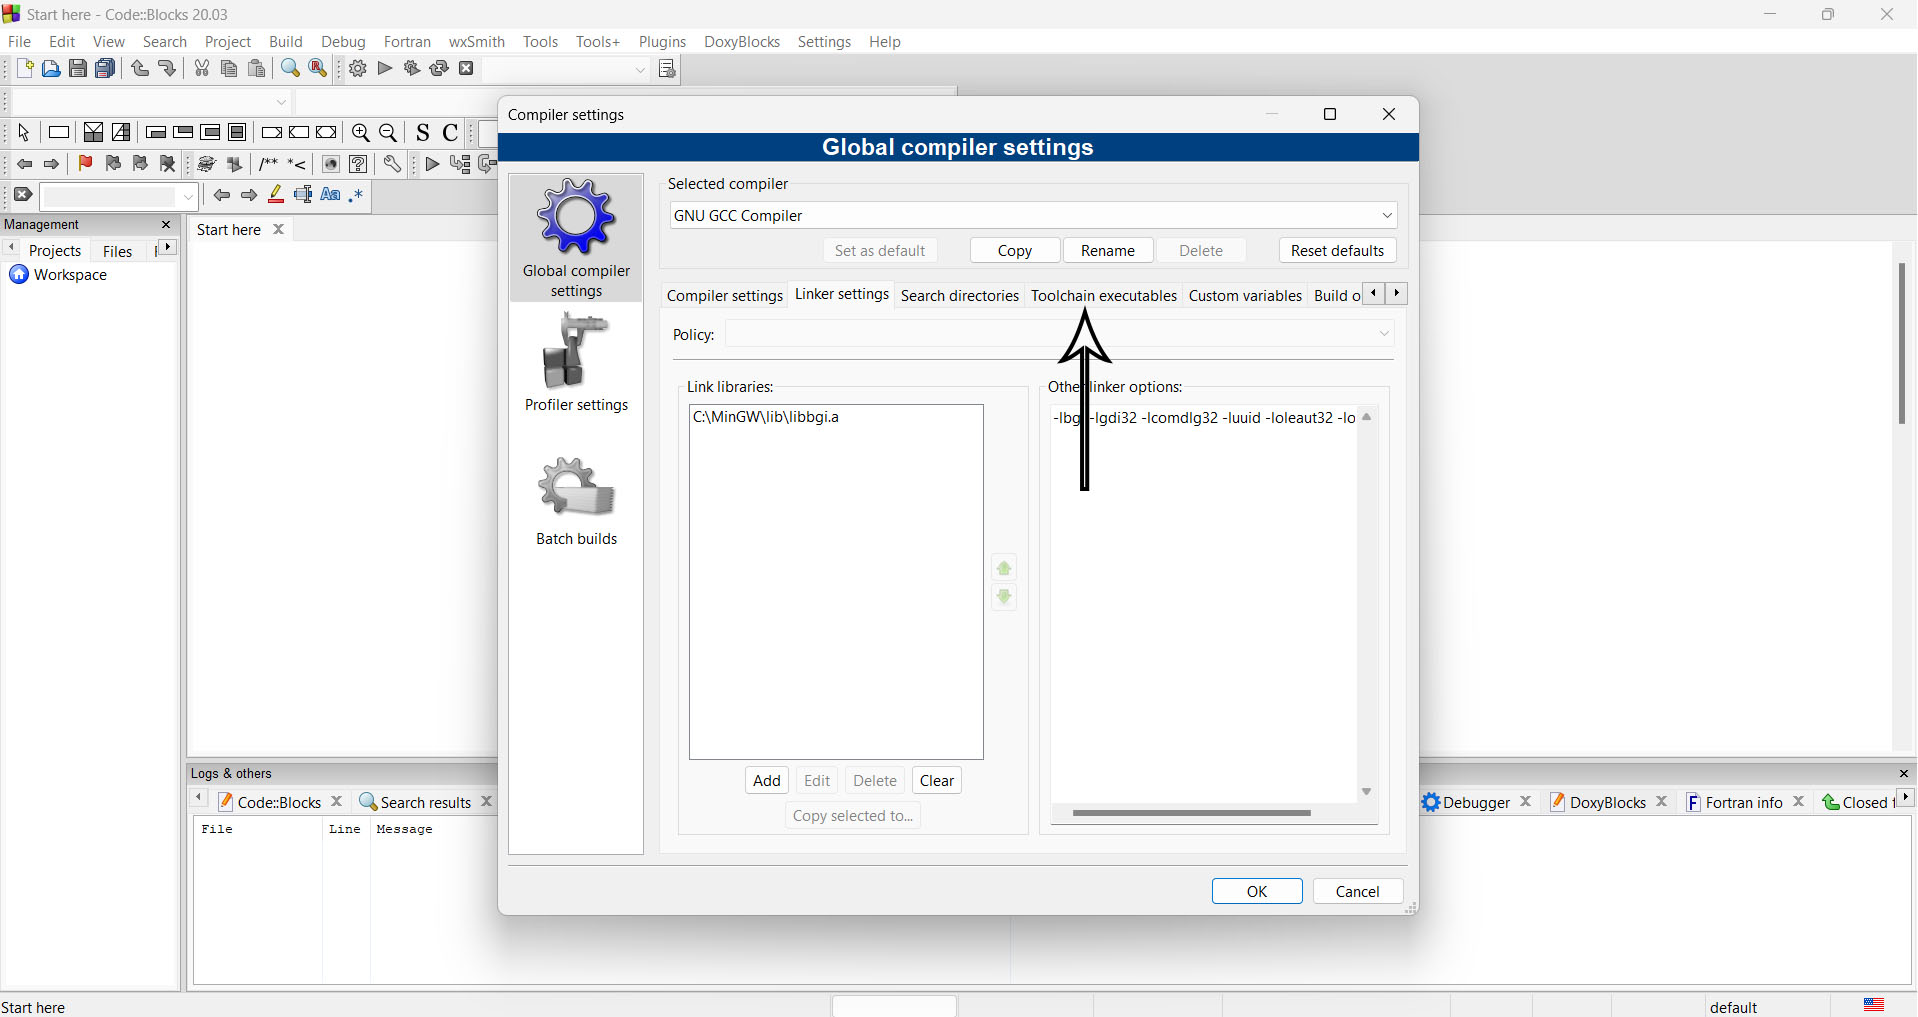 Start here - Code::Blocks 20.03
File Edit View Search Project Build Debug Fortran wxSmith Tools Tools+ Plugins DoxyBlocks Settings Help
S C
/** *<
Aa .*
Management
Projects Files
Workspace
Start here
Compiler settings
Global compiler settings
Global compiler
settings
Profiler settings
Batch builds
Selected compiler
GNU GCC Compiler
Set as default Copy Rename Delete Reset defaults
Compiler settings Linker settings Search directories Toolchain executables Custom variables Build o
Policy:
Link libraries:
C:\MinGW\lib\libbgi.a
Add Edit Delete Clear
Copy selected to...
Other linker options:
-lbgi -lgdi32 -lcomdlg32 -luuid -loleaut32 -lo
OK Cancel
Logs & others
Code::Blocks Search results Debugger DoxyBlocks Fortran info Closed f
File Line Message
Start here default